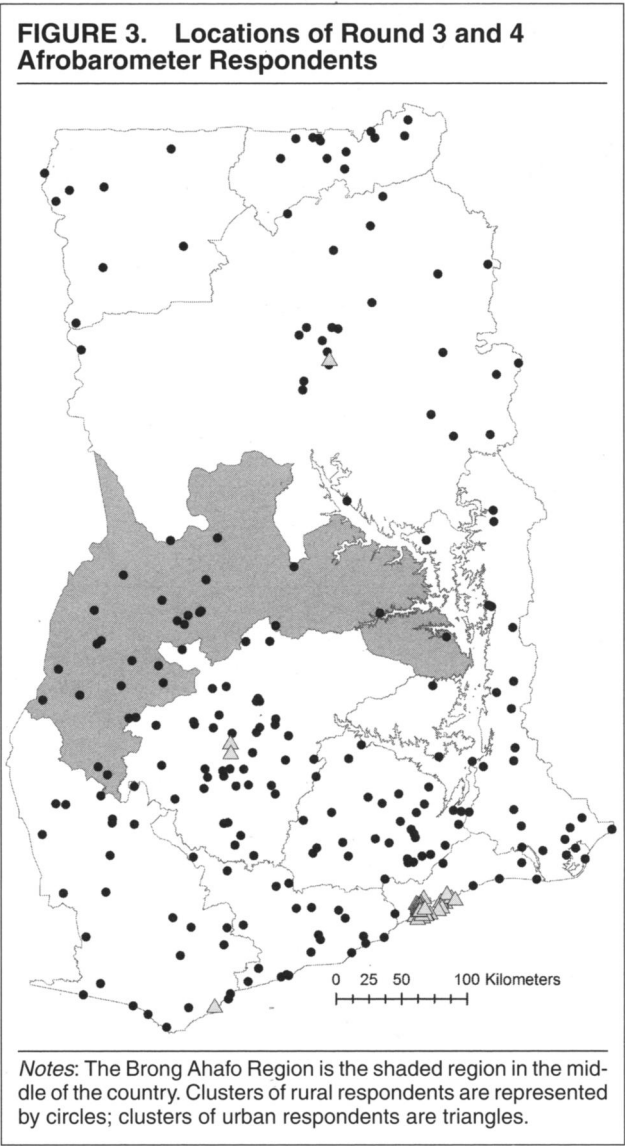 FIGURE 3. Locations of Round 3 and 4
Afrobarometer Respondents
0 25 50 100 Kilometers
Notes: The Brong Ahafo Region is the shaded region in the mid-
dle of the country. Clusters of rural respondents are represented
by circles; clusters of urban respondents are triangles.